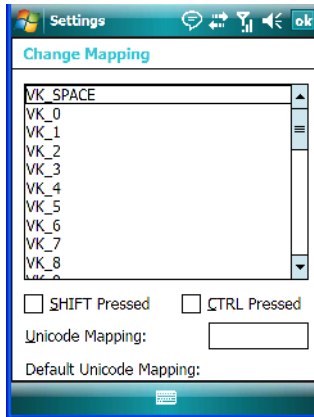 Settings
ok
Change Mapping
VK_SPACE
VK_0
VK_1
VK_2
VK_3
VK_4
VK_5
VK_6
VK_7
VK_8
SHIFT Pressed
CTRL Pressed
Unicode Mapping:
Default Unicode Mapping: